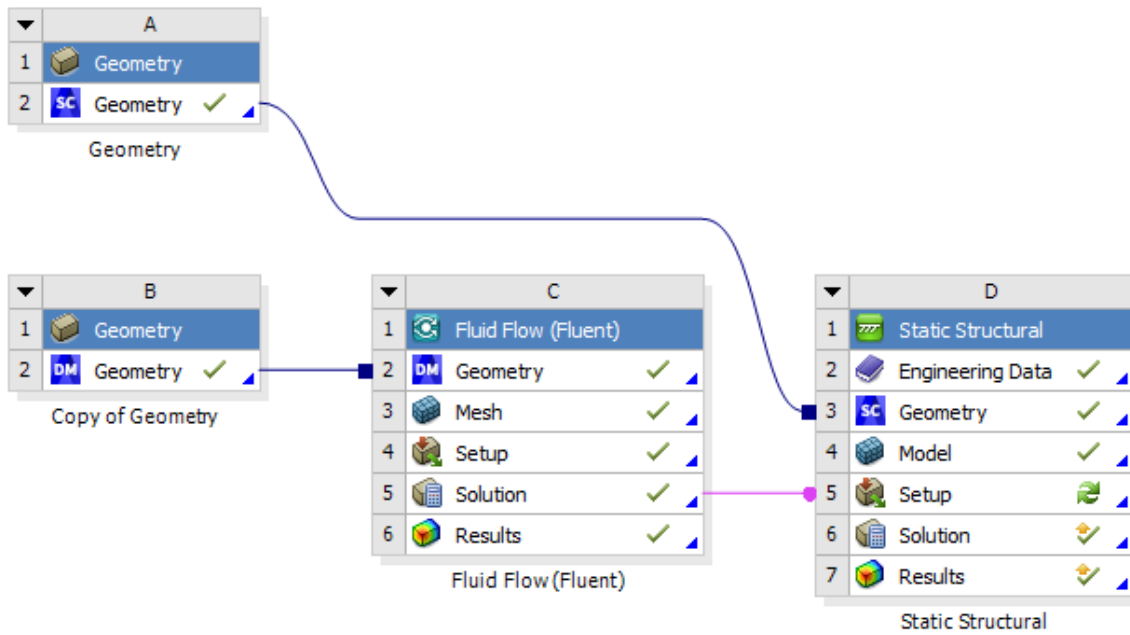 A
1 Geometry
2 SC Geometry
Geometry
B
1 Geometry
2 DM Geometry
Copy of Geometry
C
1 Fluid Flow (Fluent)
2 DM Geometry
3 Mesh
4 Setup
5 Solution
6 Results
Fluid Flow (Fluent)
D
1 Static Structural
2 Engineering Data
3 SC Geometry
4 Model
5 Setup
6 Solution
7 Results
Static Structural